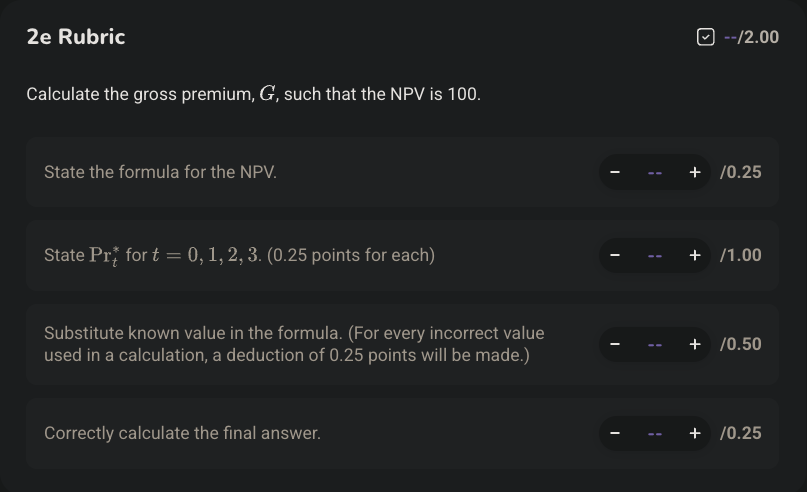 2e Rubric
--/2.00
Calculate the gross premium, G, such that the NPV is 100.
State the formula for the NPV.
− -- + /0.25
State Pr*ₜ for t = 0, 1, 2, 3. (0.25 points for each)
− -- + /1.00
Substitute known value in the formula. (For every incorrect value
used in a calculation, a deduction of 0.25 points will be made.)
− -- + /0.50
Correctly calculate the final answer.
− -- + /0.25